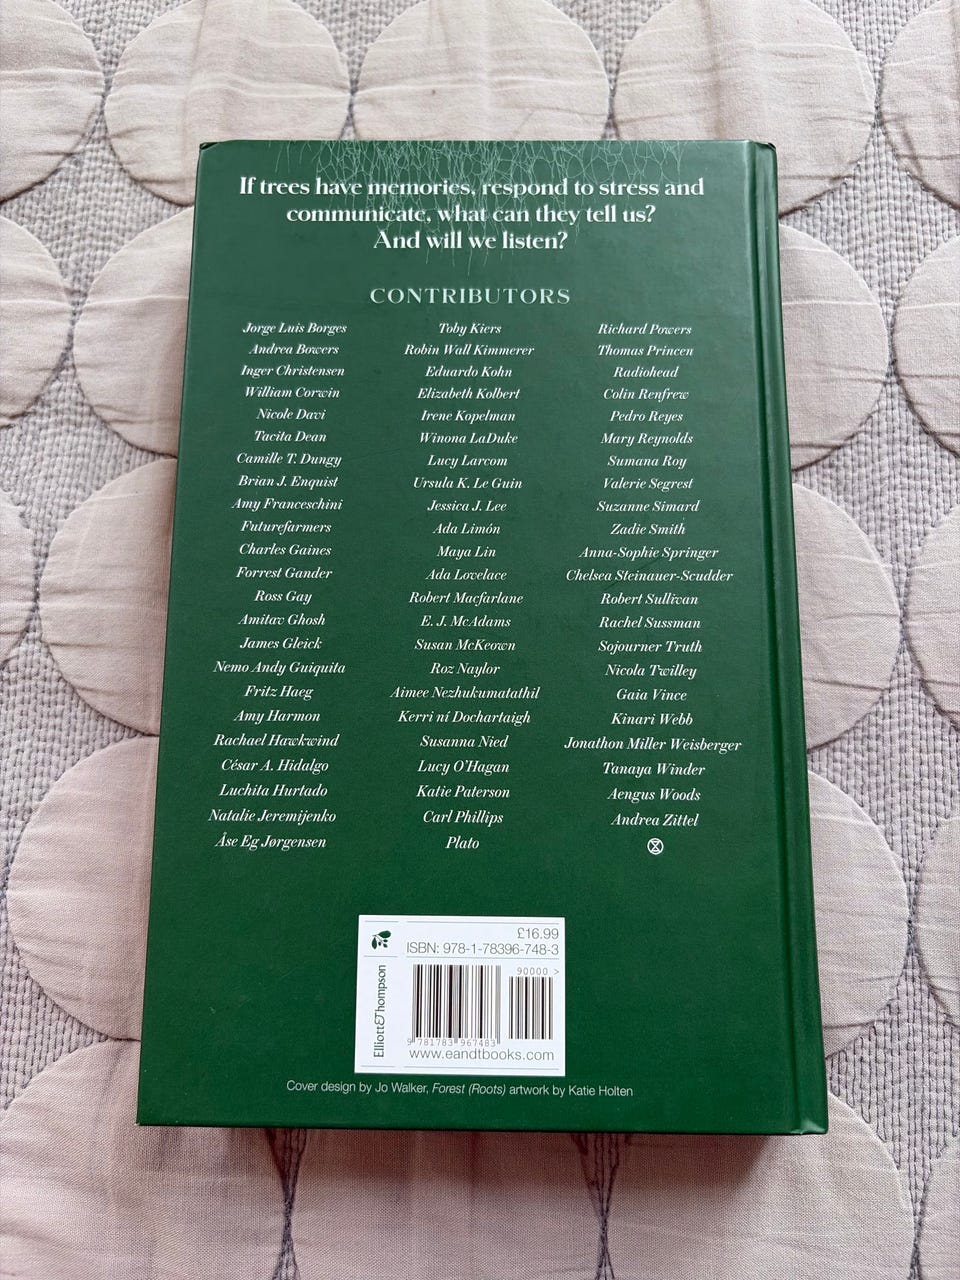 If trees have memories, respond to stress and
communicate, what can they tell us?
And will we listen?
CONTRIBUTORS
Jorge Luis Borges
Andrea Bowers
Inger Christensen
William Corwin
Nicole Davi
Tacita Dean
Camille T. Dungy
Brian J. Enquist
Amy Franceschini
Futurefarmers
Charles Gaines
Forrest Gander
Ross Gay
Amitav Ghosh
James Gleick
Nemo Andy Guiquita
Fritz Haeg
Amy Harmon
Rachael Hawkwind
César A. Hidalgo
Luchita Hurtado
Natalie Jeremijenko
Åse Eg Jørgensen
Toby Kiers
Robin Wall Kimmerer
Eduardo Kohn
Elizabeth Kolbert
Irene Kopelman
Winona LaDuke
Lucy Larcom
Ursula K. Le Guin
Jessica J. Lee
Ada Limón
Maya Lin
Ada Lovelace
Robert Macfarlane
E. J. McAdams
Susan McKeown
Roz Naylor
Aimee Nezhukumatathil
Kerri ní Dochartaigh
Susanna Nied
Lucy O'Hagan
Katie Paterson
Carl Phillips
Plato
Richard Powers
Thomas Princen
Radiohead
Colin Renfrew
Pedro Reyes
Mary Reynolds
Sumana Roy
Valerie Segrest
Suzanne Simard
Zadie Smith
Anna-Sophie Springer
Chelsea Steinauer-Scudder
Robert Sullivan
Rachel Sussman
Sojourner Truth
Nicola Twilley
Gaia Vince
Kinari Webb
Jonathon Miller Weisberger
Tanaya Winder
Aengus Woods
Andrea Zittel
Elliott&Thompson
£16.99
ISBN: 978-1-78396-748-3
90000 >
9 781783 967483
www.eandtbooks.com
Cover design by Jo Walker, Forest (Roots) artwork by Katie Holten